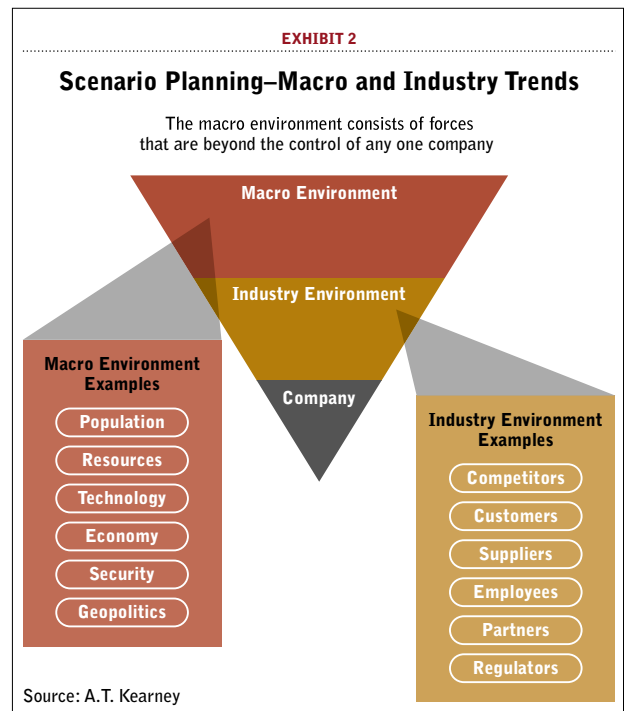 EXHIBIT 2
Scenario Planning–Macro and Industry Trends
The macro environment consists of forces
that are beyond the control of any one company
Macro Environment
Industry Environment
Company
Macro Environment
Examples
Population
Resources
Technology
Economy
Security
Geopolitics
Industry Environment
Examples
Competitors
Customers
Suppliers
Employees
Partners
Regulators
Source: A.T. Kearney